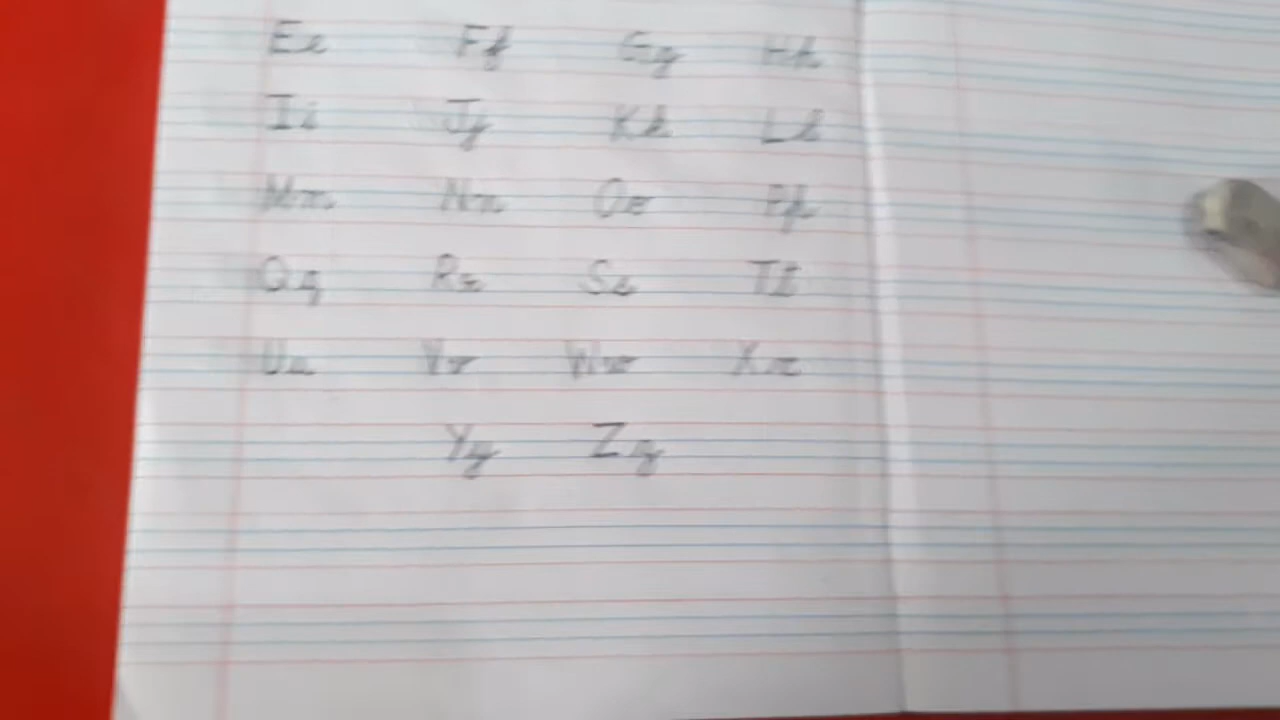 Ee Ff Gg Hh
Ii Jj Kk Ll
Mm Nn Oo Pp
Qq Rr Ss Tt
Uu Vv Ww Xx
Yy Zz